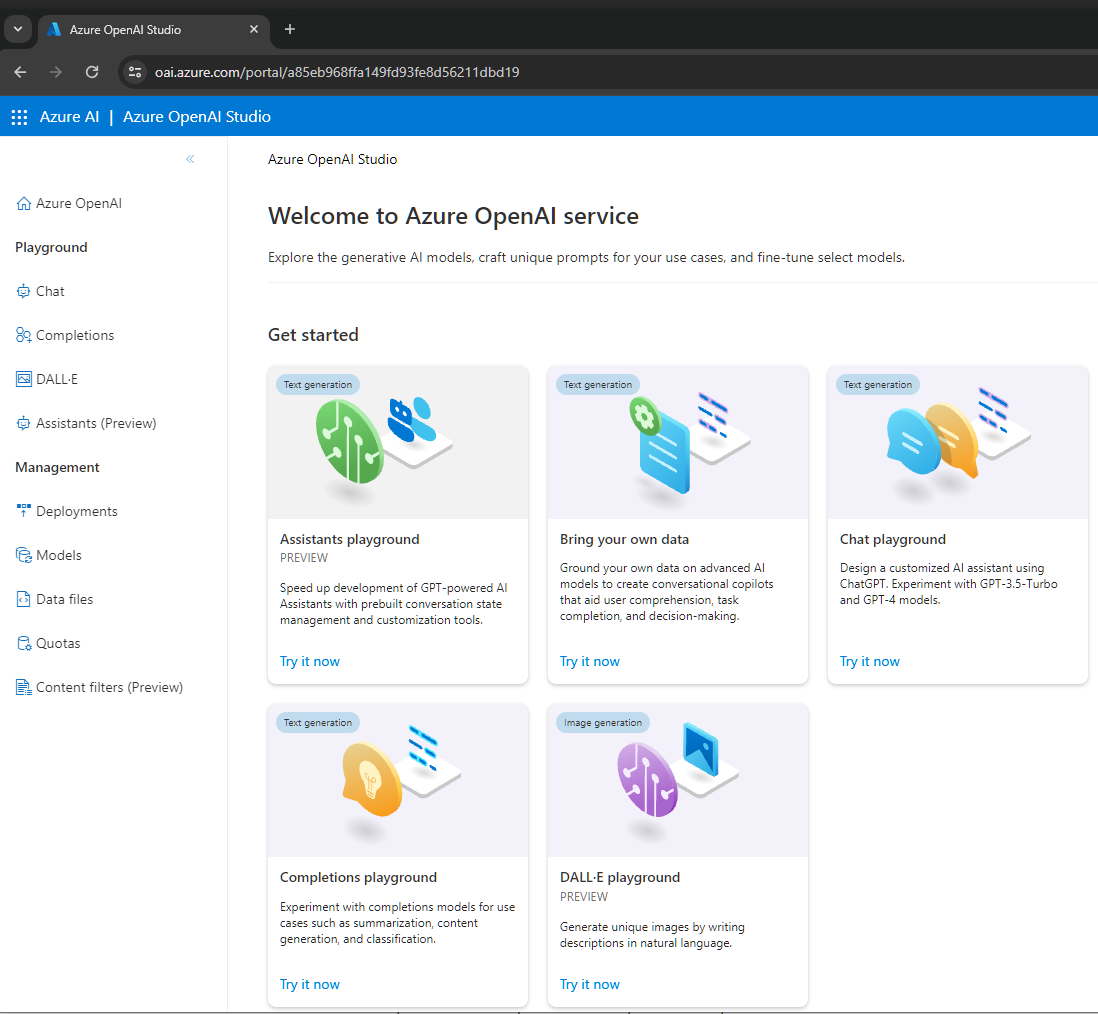 Azure OpenAI Studio
oai.azure.com/portal/a85eb968ffa149fd93fe8d56211dbd19
Azure AI | Azure OpenAI Studio
Azure OpenAI
Playground
Chat
Completions
DALL·E
Assistants (Preview)
Management
Deployments
Models
Data files
Quotas
Content filters (Preview)
Azure OpenAI Studio
Welcome to Azure OpenAI service
Explore the generative AI models, craft unique prompts for your use cases, and fine-tune select models.
Get started
Text generation
Assistants playground
PREVIEW
Speed up development of GPT-powered AI
Assistants with prebuilt conversation state
management and customization tools.
Try it now
Text generation
Bring your own data
Ground your own data on advanced AI
models to create conversational copilots
that aid user comprehension, task
completion, and decision-making.
Try it now
Text generation
Chat playground
Design a customized AI assistant using
ChatGPT. Experiment with GPT-3.5-Turbo
and GPT-4 models.
Try it now
Text generation
Completions playground
Experiment with completions models for use
cases such as summarization, content
generation, and classification.
Try it now
Image generation
DALL·E playground
PREVIEW
Generate unique images by writing
descriptions in natural language.
Try it now